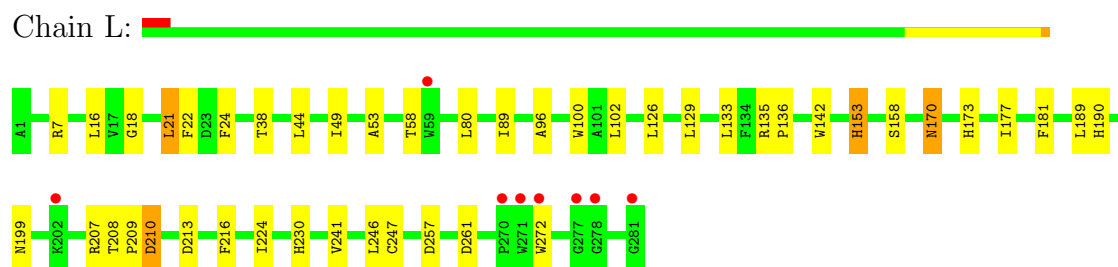 Chain L:
A1 R7 L16 V17 G18 L21 F22 D23 F24 T38 L44 I49 A53 T58 W59 L80 I89 A96 W100 A101 L102 L126 L129 L133 F134 R135 P136 W142 H153 S158 N170 H173 I177 F181 L189 H190
N199 K202 R207 T208 P209 D210 D213 F216 I224 H230 V241 L246 C247 D257 D261 P270 W271 W272 G277 G278 G281